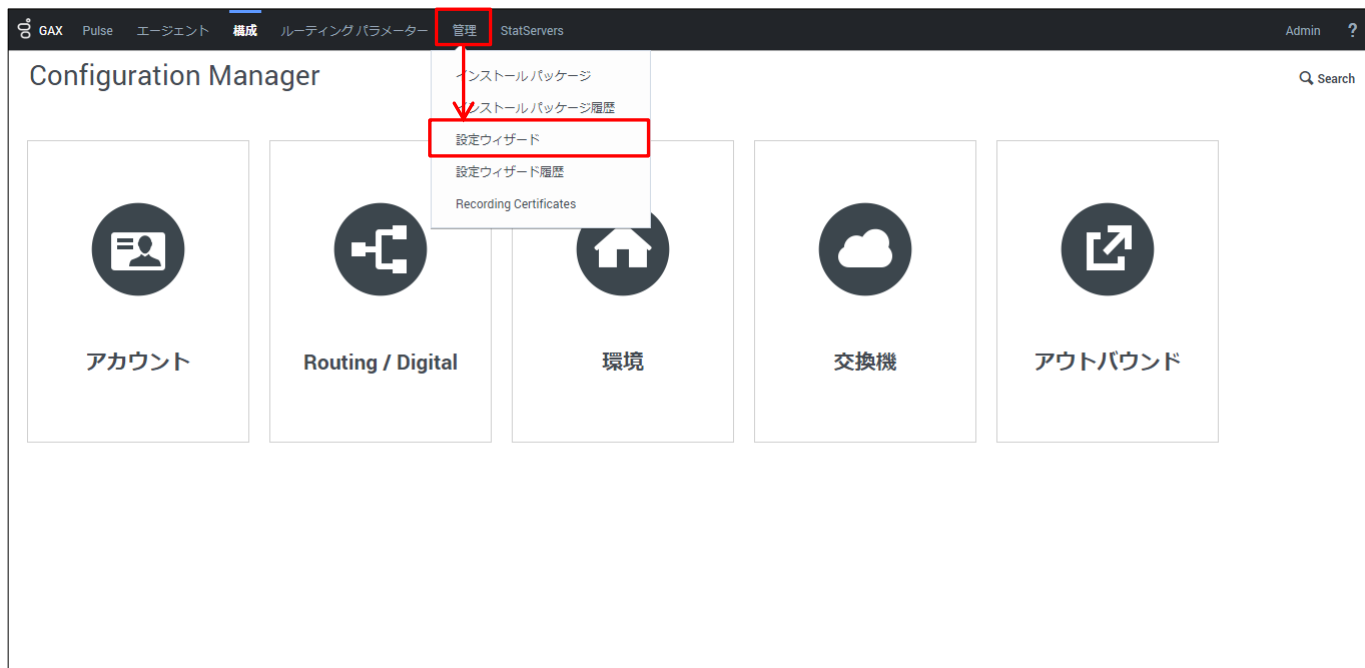 GAX Pulse エージェント 構成 ルーティング パラメーター 管理 StatServers Admin ?
Configuration Manager
Search
インストール パッケージ
インストール パッケージ履歴
設定ウィザード
設定ウィザード履歴
Recording Certificates
アカウント
Routing / Digital
環境
交換機
アウトバウンド